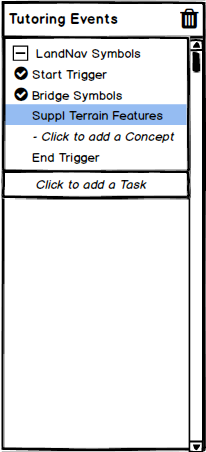 Tutoring Events
LandNav Symbols
Start Trigger
Bridge Symbols
Suppl Terrain Features
- Click to add a Concept
End Trigger
Click to add a Task